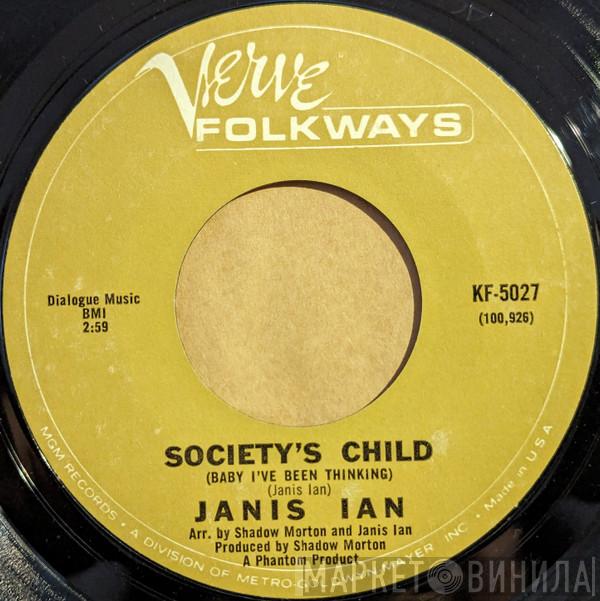 Verve
FOLKWAYS
Dialogue Music
BMI
2:59
KF-5027
(100,926)
SOCIETY'S CHILD
(BABY I'VE BEEN THINKING)
(Janis Ian)
JANIS IAN
Arr. by Shadow Morton and Janis Ian
Produced by Shadow Morton
A Phantom Product
MGM RECORDS • A DIVISION OF METRO-GOLDWYN-MAYER INC. • Made in U S A
МАРКЕТ ВИНИЛА